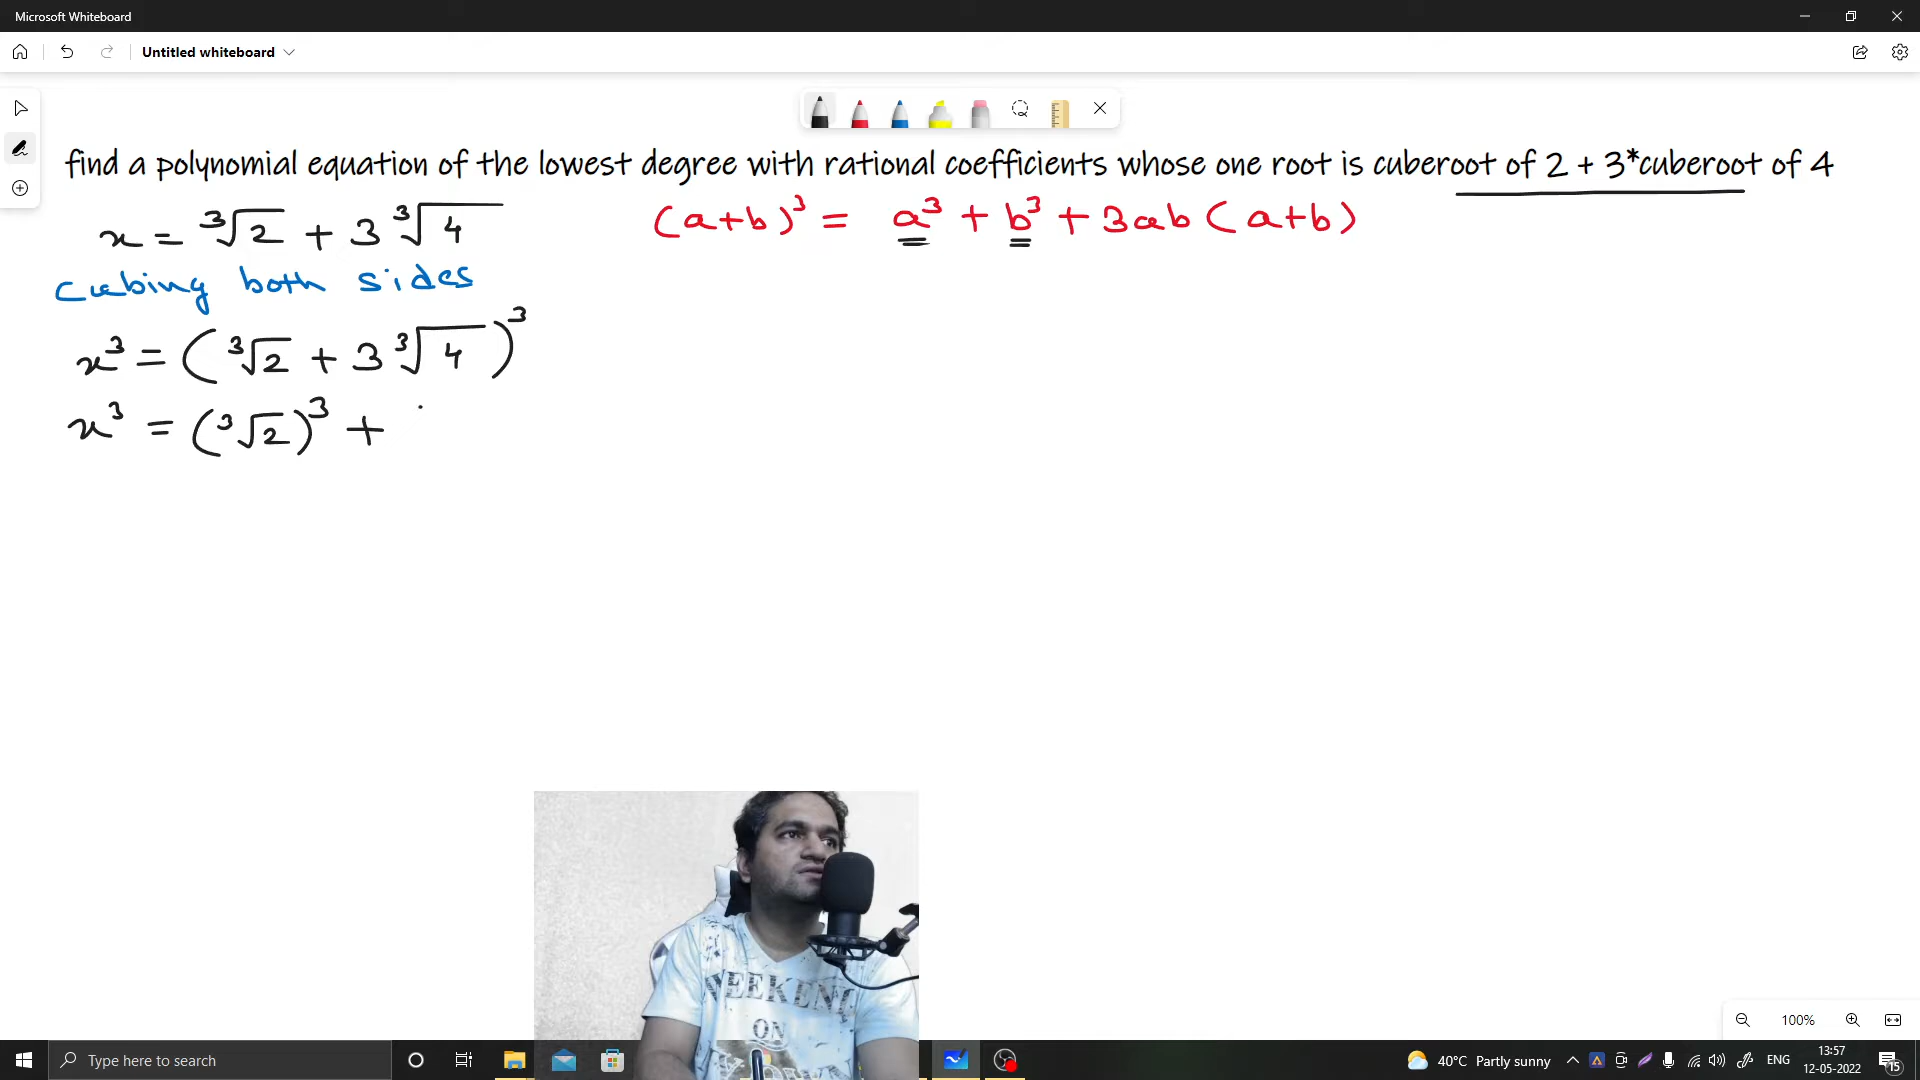 Microsoft Whiteboard
Untitled whiteboard
find a polynomial equation of the lowest degree with rational coefficients whose one root is cuberoot of 2 + 3*cuberoot of 4
x = ∛2 + 3∛4
(a+b)³ = a³ + b³ + 3ab(a+b)
cubing both sides
x³ = (∛2 + 3∛4)³
x³ = (∛2)³ +
WEEKEND
ON
100%
Type here to search
40°C Partly sunny
ENG
13:57
12-05-2022
15